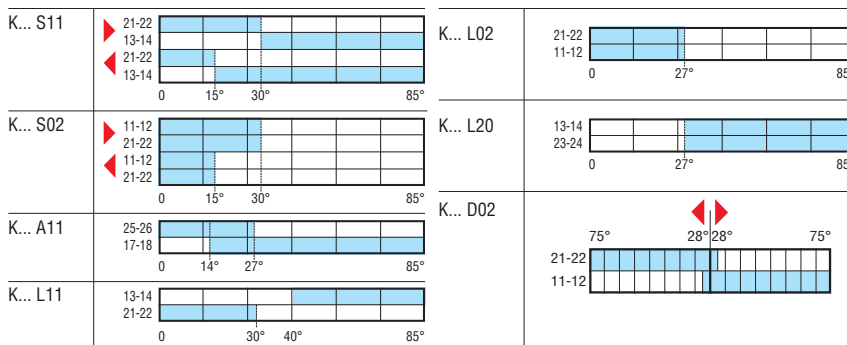 K... S11
21-22
13-14
21-22
13-14
0 15° 30° 85°
K... S02
11-12
21-22
11-12
21-22
0 15° 30° 85°
K... A11
25-26
17-18
0 14° 27° 85°
K... L11
13-14
21-22
0 30° 40° 85°
K... L02
21-22
11-12
0 27° 85
K... L20
13-14
23-24
0 27° 85
K... D02
75° 28° 28° 75°
21-22
11-12